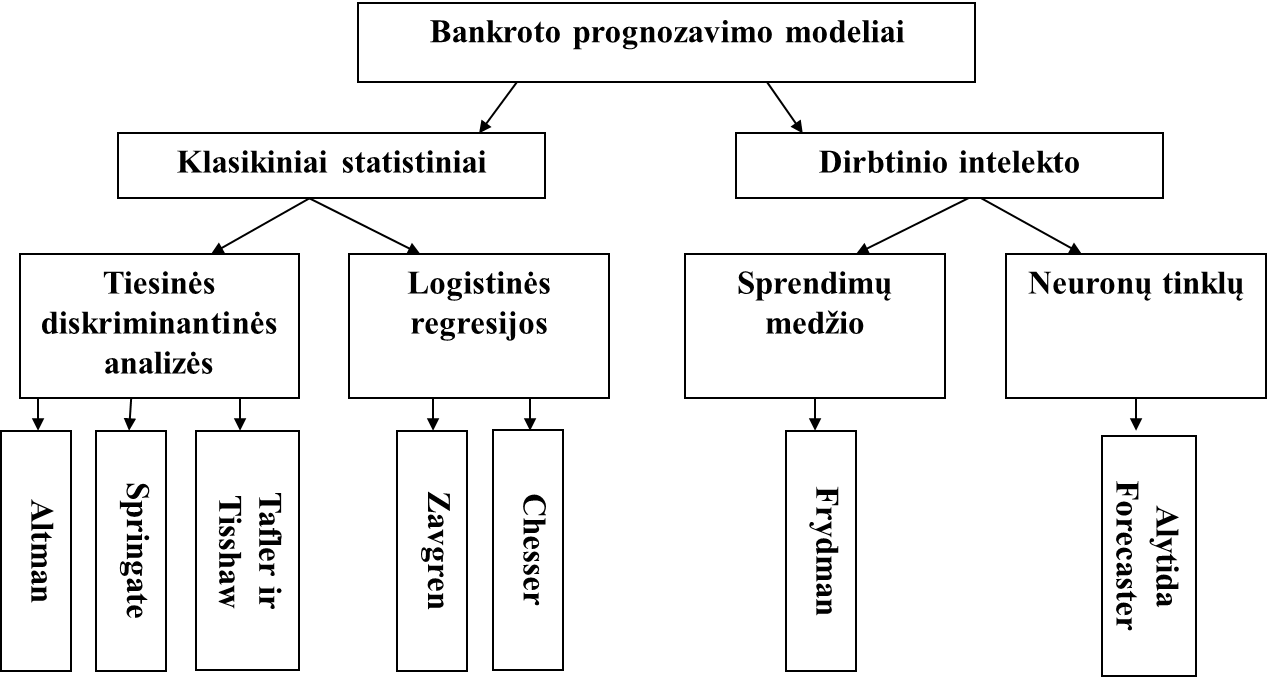 Bankroto prognozavimo modeliai
Klasikiniai statistiniai
Dirbtinio intelekto
Tiesinės
diskriminantinės
analizės
Logistinės
regresijos
Sprendimų
medžio
Neuronų tinklų
Altman
Springate
Tafler ir
Tisshaw
Zavgren
Chesser
Frydman
Alytida
Forecaster